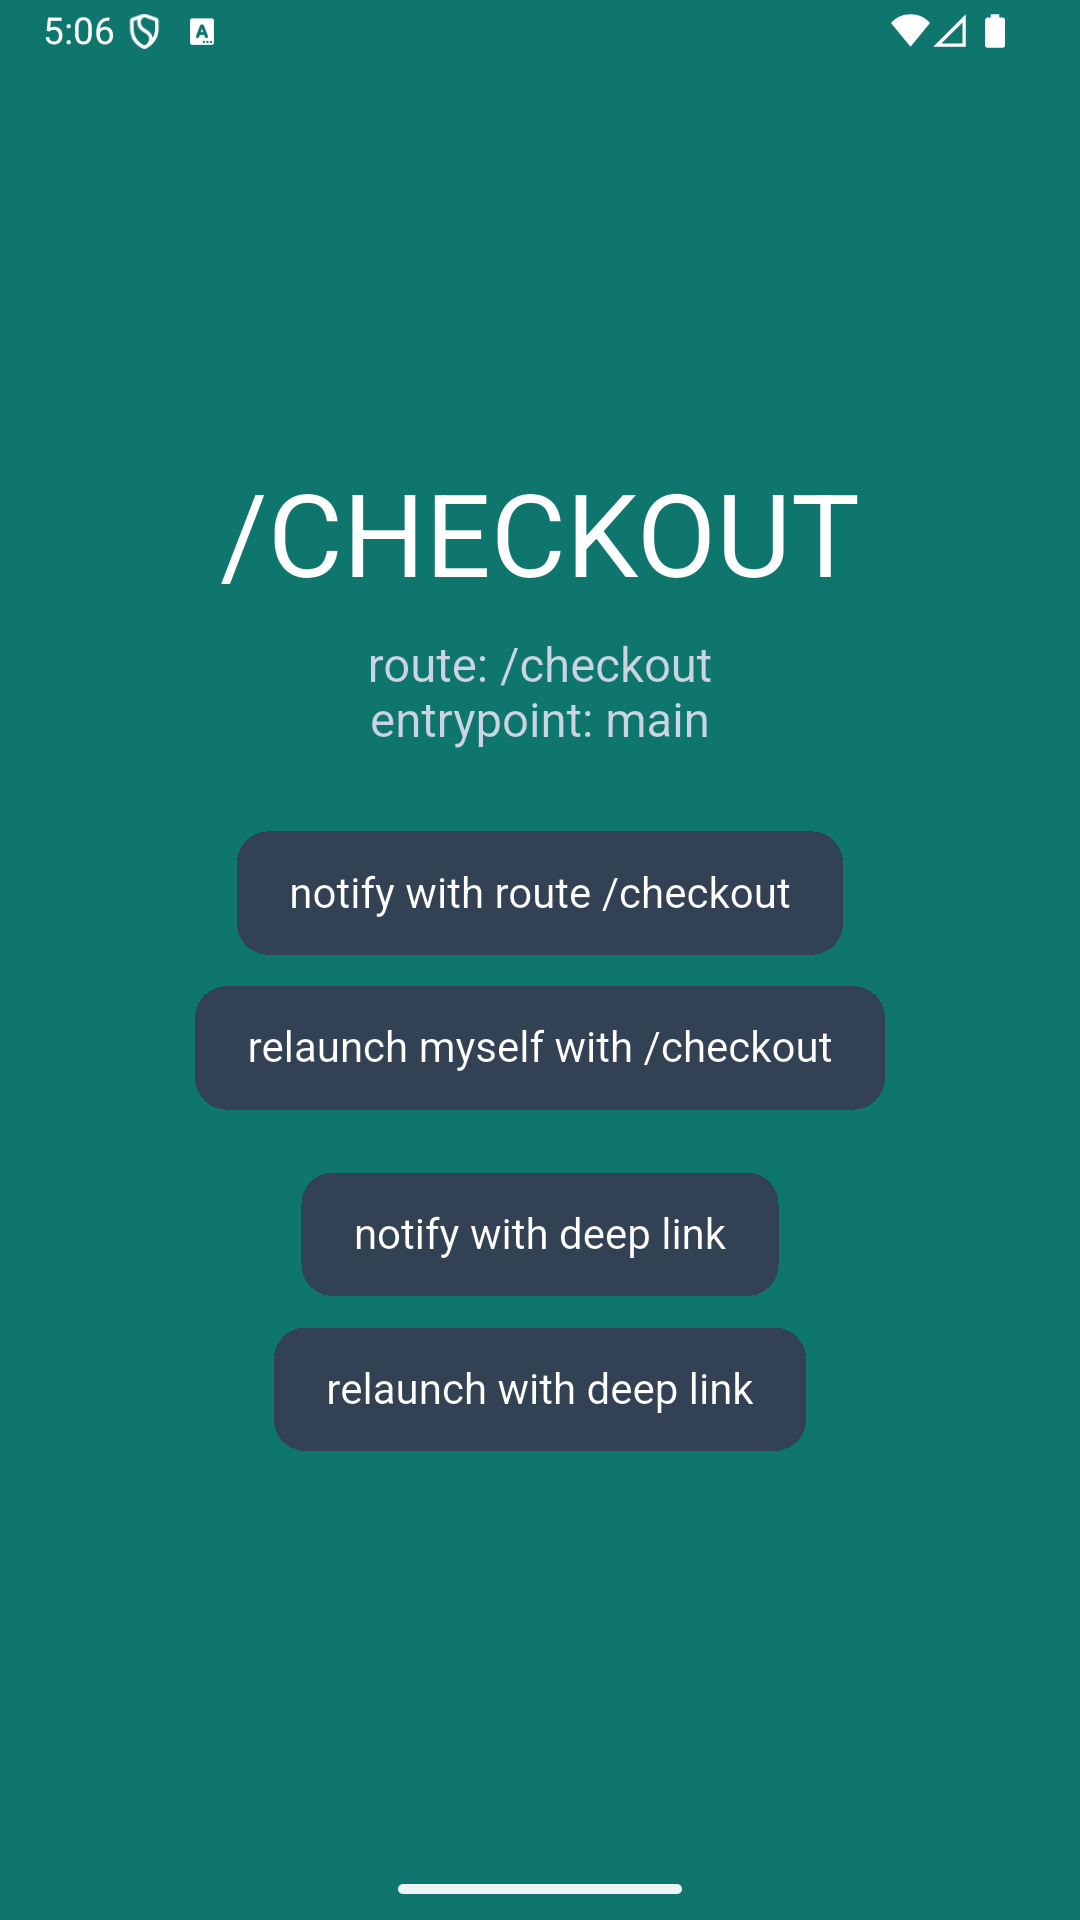 5:06
/CHECKOUT
route: /checkout
entrypoint: main
notify with route /checkout
relaunch myself with /checkout
notify with deep link
relaunch with deep link